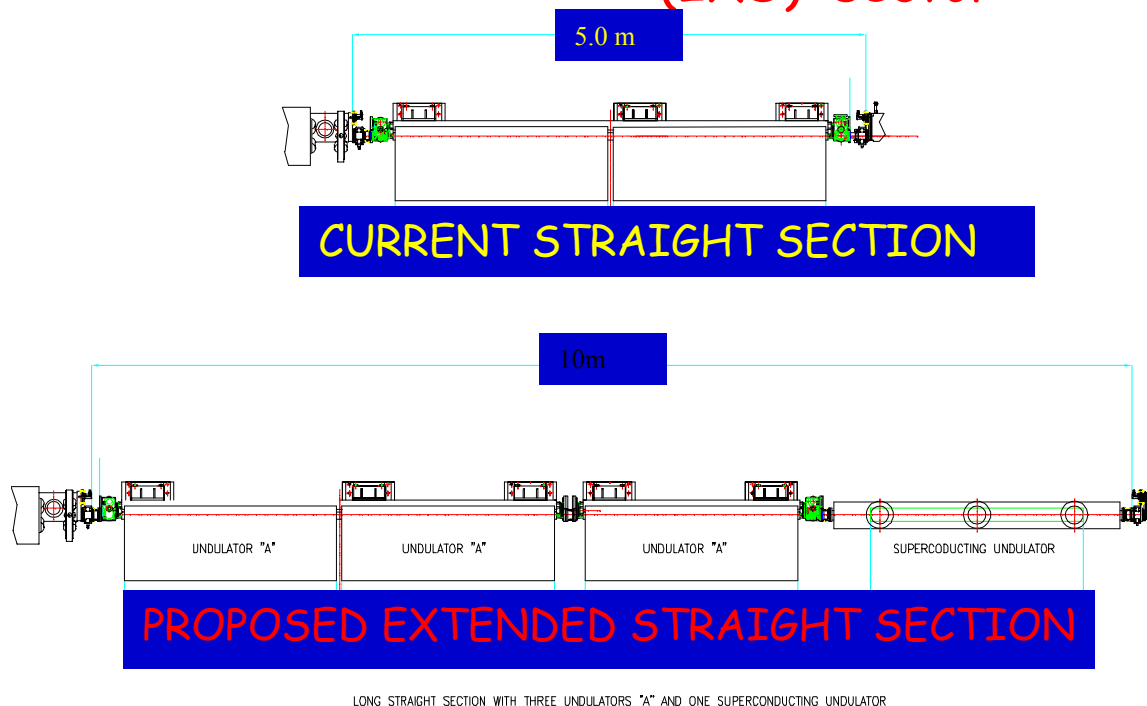 5.0 m
CURRENT STRAIGHT SECTION
10m
UNDULATOR "A"
UNDULATOR "A"
UNDULATOR "A"
SUPERCODUCTING UNDULATOR
PROPOSED EXTENDED STRAIGHT SECTION
LONG STRAIGHT SECTION WITH THREE UNDULATORS "A" AND ONE SUPERCONDUCTING UNDULATOR